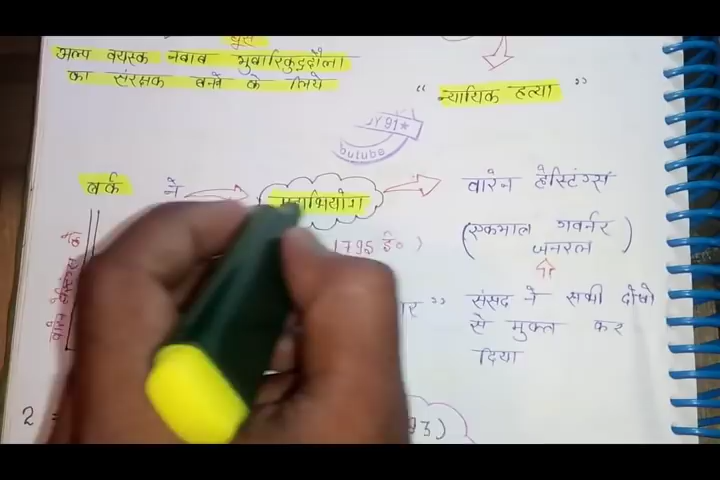 घूस
अल्प वयस्क नवाब मुबारिकुद्दौला
का संरक्षक बनने के लिये
“ न्यायिक हत्या ”
बर्क ने महाभियोग वारेन हेस्टिंग्स
1795 ई० )
(एकमात्र गवर्नर
जनरल )
संसद ने सभी दोषो
से मुक्त कर
दिया
वारेन हेस्टिंग्स
2
93)